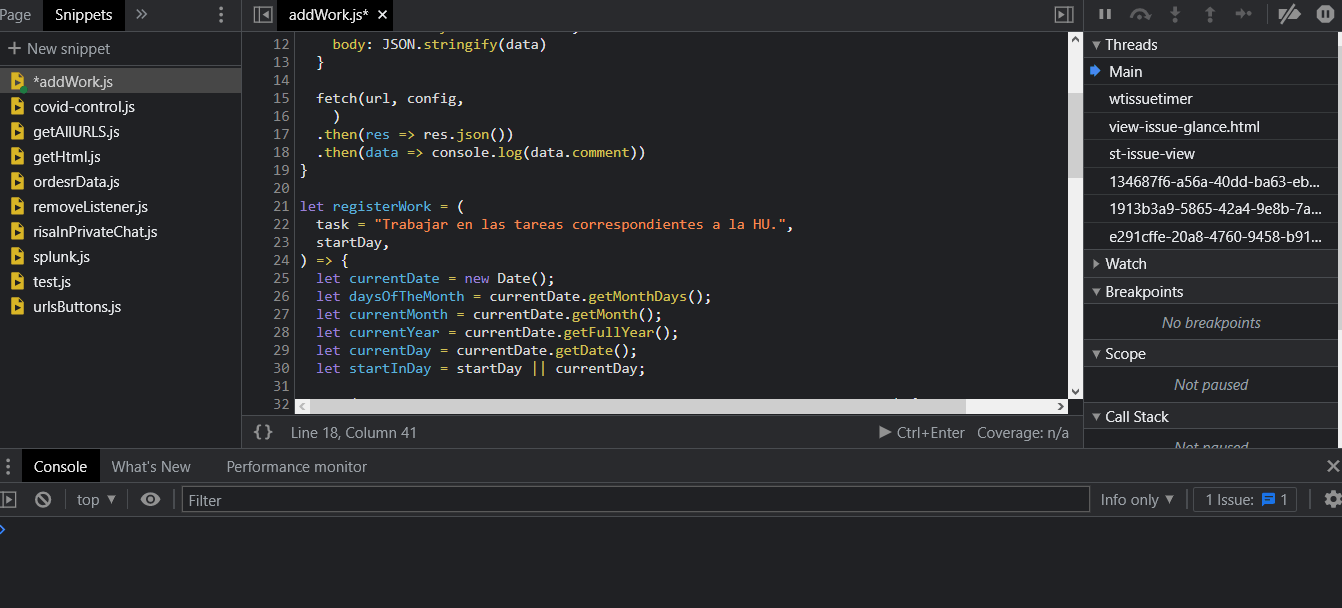 Page Snippets
New snippet
*addWork.js
covid-control.js
getAllURLS.js
getHtml.js
ordesrData.js
removeListener.js
risaInPrivateChat.js
splunk.js
test.js
urlsButtons.js
addWork.js*
12 body: JSON.stringify(data)
13 }
14
15 fetch(url, config,
16 )
17 .then(res => res.json())
18 .then(data => console.log(data.comment))
19 }
20
21 let registerWork = (
22 task = "Trabajar en las tareas correspondientes a la HU.",
23 startDay,
24 ) => {
25 let currentDate = new Date();
26 let daysOfTheMonth = currentDate.getMonthDays();
27 let currentMonth = currentDate.getMonth();
28 let currentYear = currentDate.getFullYear();
29 let currentDay = currentDate.getDate();
30 let startInDay = startDay || currentDay;
31
32
{} Line 18, Column 41 Ctrl+Enter Coverage: n/a
Threads
Main
wtissuetimer
view-issue-glance.html
st-issue-view
134687f6-a56a-40dd-ba63-eb...
1913b3a9-5865-42a4-9e8b-7a...
e291cffe-20a8-4760-9458-b91...
Watch
Breakpoints
No breakpoints
Scope
Not paused
Call Stack
Not paused
Console What's New Performance monitor
top Filter Info only 1 Issue: 1